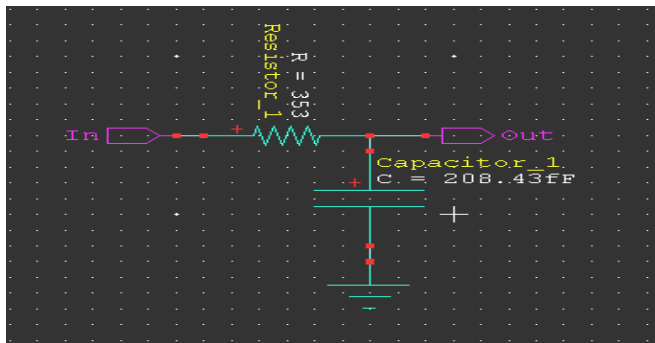 Resistor_1
R = 353
In
Out
Capacitor_1
C = 208.43fF